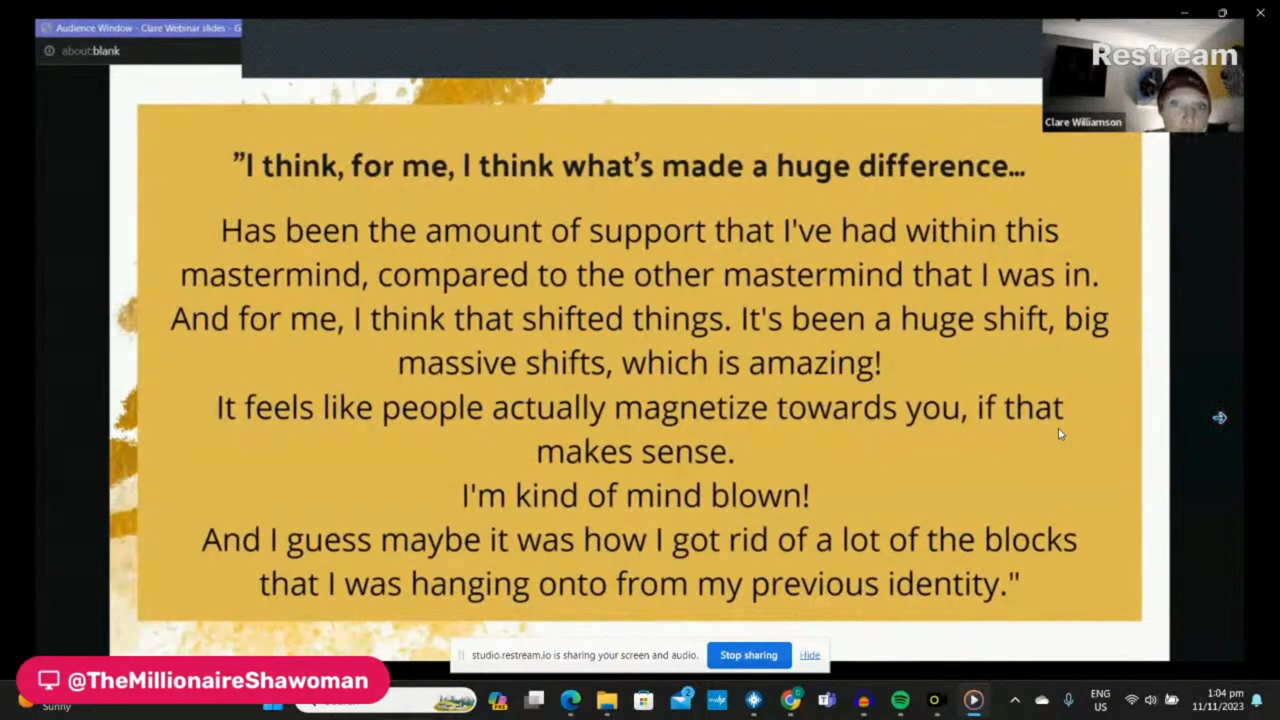 Audience Window - Clare Webinar slides - G
about:blank
Restream
Clare Williamson
"I think, for me, I think what's made a huge difference...
Has been the amount of support that I've had within this
mastermind, compared to the other mastermind that I was in.
And for me, I think that shifted things. It's been a huge shift, big
massive shifts, which is amazing!
It feels like people actually magnetize towards you, if that
makes sense.
I'm kind of mind blown!
And I guess maybe it was how I got rid of a lot of the blocks
that I was hanging onto from my previous identity."
studio.restream.io is sharing your screen and audio.
Stop sharing
Hide
@TheMillionaireShawoman
Sunny
ENG
US
1:04 pm
11/11/2023